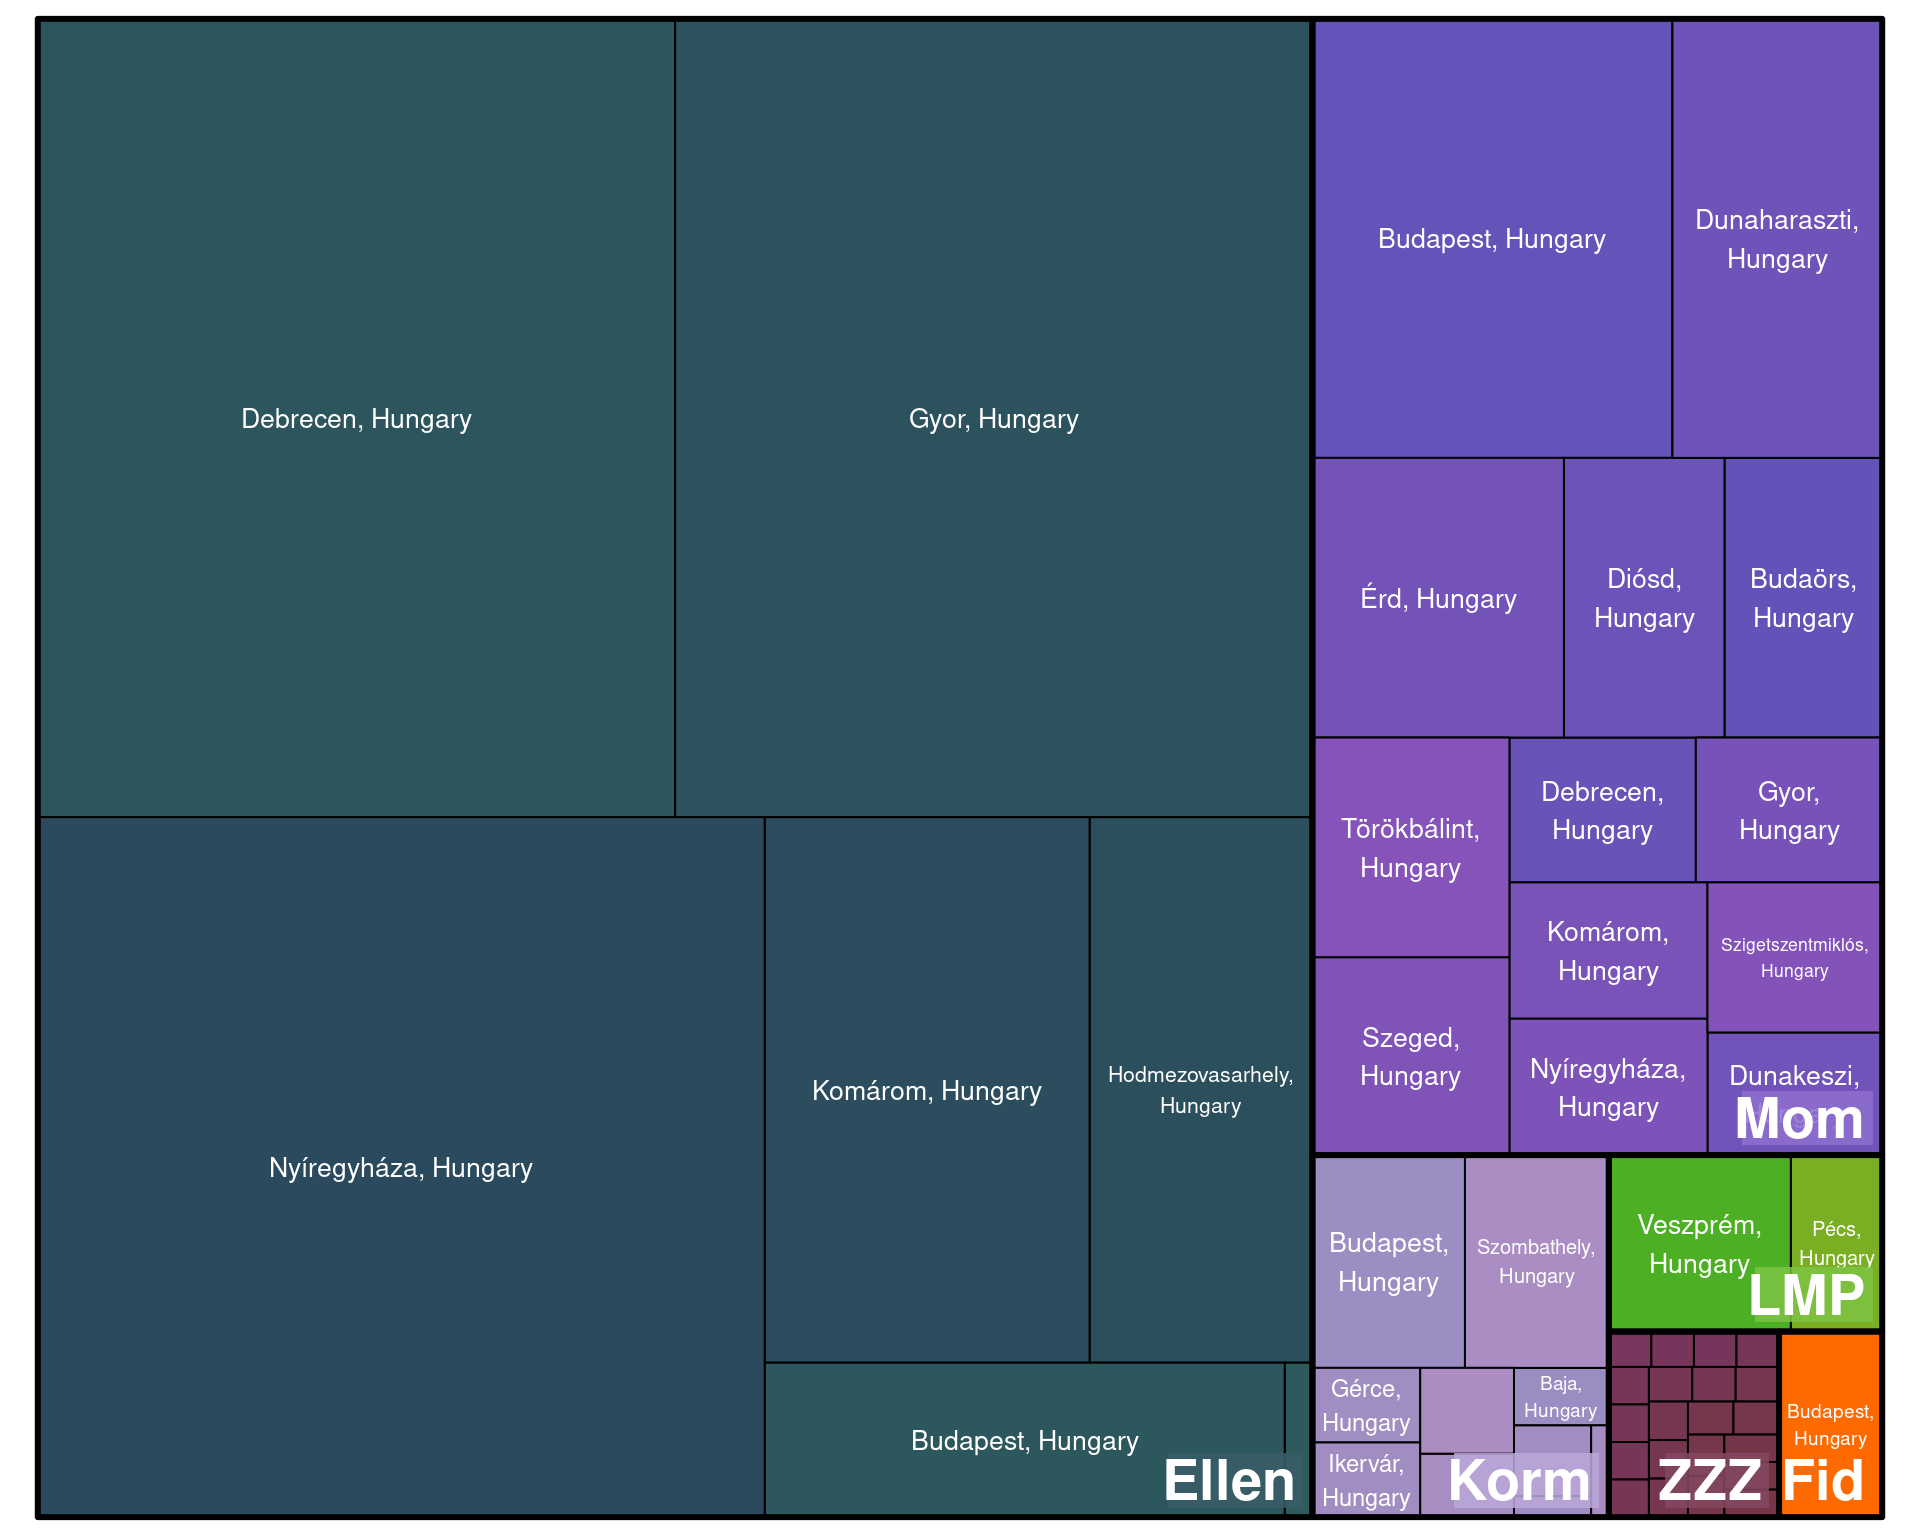 Debrecen, Hungary
Gyor, Hungary
Nyíregyháza, Hungary
Komárom, Hungary
Hodmezovasarhely,
Hungary
Budapest, Hungary
Ellen
Budapest, Hungary
Dunaharaszti,
Hungary
Érd, Hungary
Diósd,
Hungary
Budaörs,
Hungary
Törökbálint,
Hungary
Debrecen,
Hungary
Gyor,
Hungary
Komárom,
Hungary
Szigetszentmiklós,
Hungary
Szeged,
Hungary
Nyíregyháza,
Hungary
Dunakeszi,
Mom
Budapest,
Hungary
Szombathely,
Hungary
Gérce,
Hungary
Baja,
Hungary
Ikervár,
Hungary
Korm
Veszprém,
Hungary
Pécs,
Hungary
LMP
ZZZ
Budapest,
Hungary
Fid